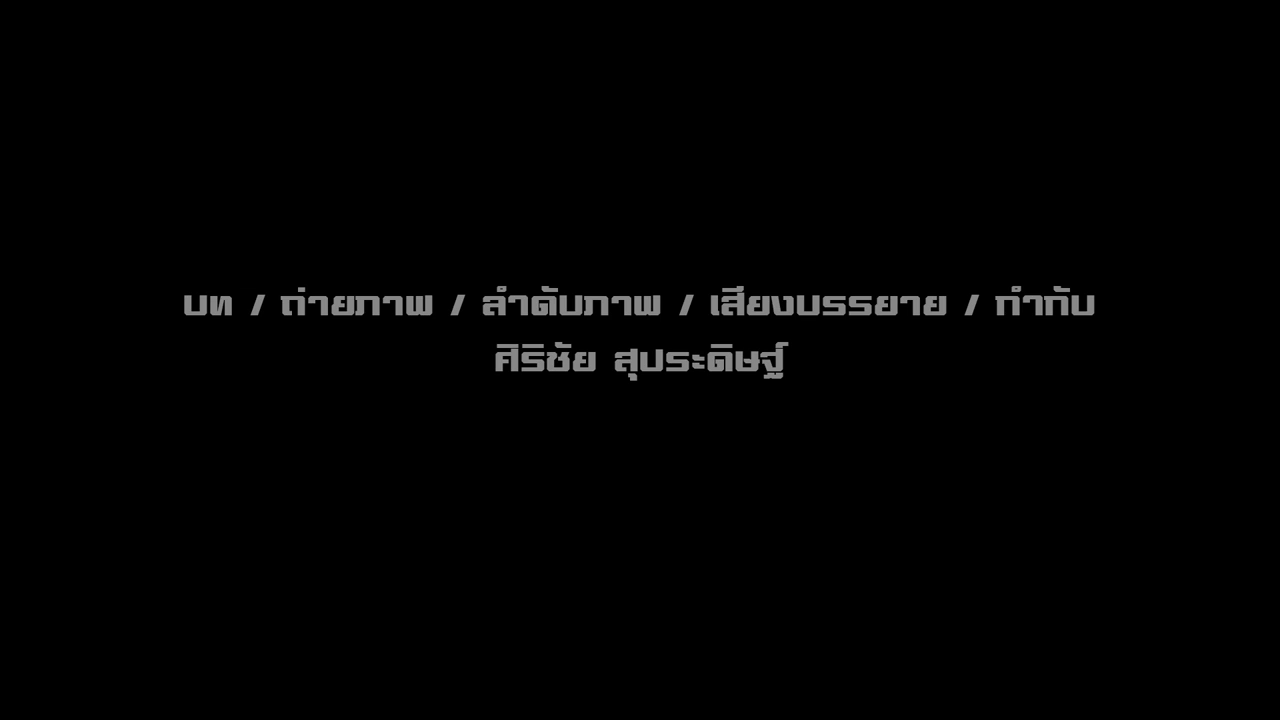 บท / ถ่ายภาพ / ลำดับภาพ / เสียงบรรยาย / กำกับ
ศิริชัย สุประดิษฐ์